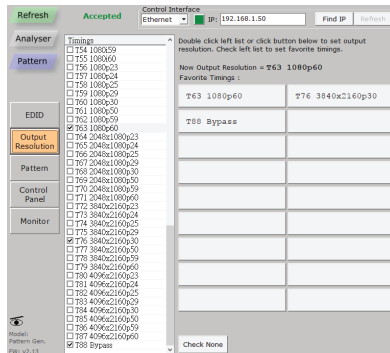 Refresh
Accepted
Control Interface
Ethernet
IP: 192.168.1.50
Find IP
Refresh
Analyser
Pattern
EDID
Output
Resolution
Pattern
Control
Panel
Monitor
Model:
Pattern Gen.
FW: v2.13
Timings
T54 1080i59
T55 1080i60
T56 1080p23
T57 1080p24
T58 1080p25
T59 1080p29
T60 1080p30
T61 1080p50
T62 1080p59
T63 1080p60
T64 2048x1080p23
T65 2048x1080p24
T66 2048x1080p25
T67 2048x1080p29
T68 2048x1080p30
T69 2048x1080p50
T70 2048x1080p59
T71 2048x1080p60
T72 3840x2160p23
T73 3840x2160p24
T74 3840x2160p25
T75 3840x2160p29
T76 3840x2160p30
T77 3840x2160p50
T78 3840x2160p59
T79 3840x2160p60
T80 4096x2160p23
T81 4096x2160p24
T82 4096x2160p25
T83 4096x2160p29
T84 4096x2160p30
T85 4096x2160p50
T86 4096x2160p59
T87 4096x2160p60
T88 Bypass
Double click left list or click button below to set output
resolution. Check left list to set favorite timings.
Now Output Resolution = T63 1080p60
Favorite Timings :
T63 1080p60
T76 3840x2160p30
T88 Bypass
Check None